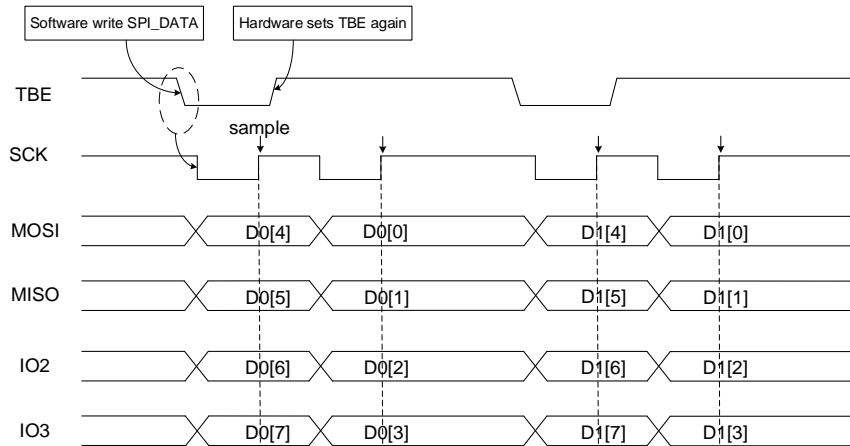 Software write SPI_DATA
Hardware sets TBE again
TBE
sample
SCK
MOSI D0[4] D0[0] D1[4] D1[0]
MISO D0[5] D0[1] D1[5] D1[1]
IO2 D0[6] D0[2] D1[6] D1[2]
IO3 D0[7] D0[3] D1[7] D1[3]